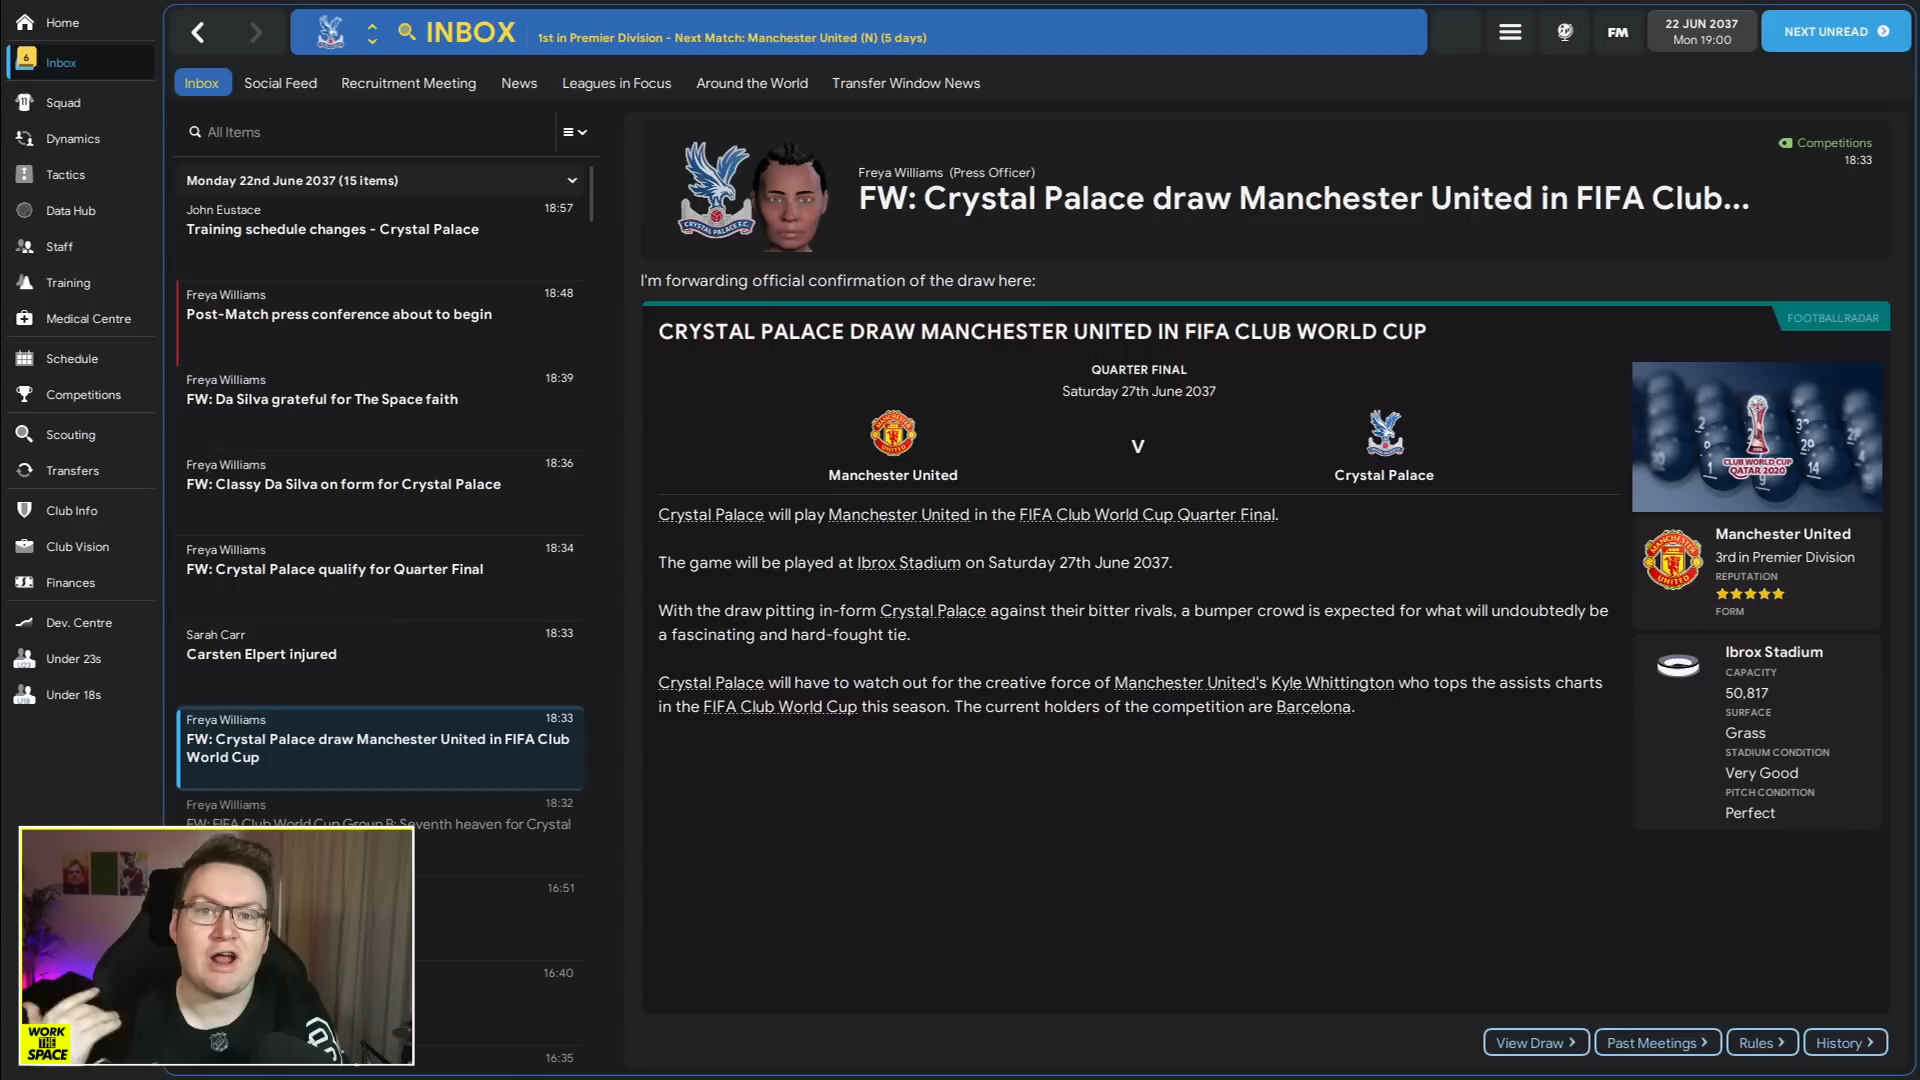 Home
6
Inbox
Squad
Dynamics
Tactics
Data Hub
Staff
Training
Medical Centre
Schedule
Competitions
Scouting
Transfers
Club Info
Club Vision
Finances
Dev. Centre
Under 23s
Under 18s
INBOX
1st in Premier Division - Next Match: Manchester United (N) (5 days)
FM
22 JUN 2037
Mon 19:00
NEXT UNREAD
Inbox
Social Feed
Recruitment Meeting
News
Leagues in Focus
Around the World
Transfer Window News
All Items
Monday 22nd June 2037 (15 items)
John Eustace 18:57
Training schedule changes - Crystal Palace
Freya Williams 18:48
Post-Match press conference about to begin
Freya Williams 18:39
FW: Da Silva grateful for The Space faith
Freya Williams 18:36
FW: Classy Da Silva on form for Crystal Palace
Freya Williams 18:34
FW: Crystal Palace qualify for Quarter Final
Sarah Carr 18:33
Carsten Elpert injured
Freya Williams 18:33
FW: Crystal Palace draw Manchester United in FIFA Club
World Cup
Freya Williams 18:32
FW: FIFA Club World Cup Group B: Seventh heaven for Crystal
16:51
16:40
16:35
WORK
THE
SPACE
Competitions
18:33
Freya Williams (Press Officer)
FW: Crystal Palace draw Manchester United in FIFA Club...
I'm forwarding official confirmation of the draw here:
FOOTBALL RADAR
CRYSTAL PALACE DRAW MANCHESTER UNITED IN FIFA CLUB WORLD CUP
QUARTER FINAL
Saturday 27th June 2037
Manchester United
V
Crystal Palace
Crystal Palace will play Manchester United in the FIFA Club World Cup Quarter Final.
The game will be played at Ibrox Stadium on Saturday 27th June 2037.
With the draw pitting in-form Crystal Palace against their bitter rivals, a bumper crowd is expected for what will undoubtedly be
a fascinating and hard-fought tie.
Crystal Palace will have to watch out for the creative force of Manchester United's Kyle Whittington who tops the assists charts
in the FIFA Club World Cup this season. The current holders of the competition are Barcelona.
CLUB WORLD CUP
QATAR 2020
Manchester United
3rd in Premier Division
REPUTATION
FORM
Ibrox Stadium
CAPACITY
50,817
SURFACE
Grass
STADIUM CONDITION
Very Good
PITCH CONDITION
Perfect
View Draw
Past Meetings
Rules
History